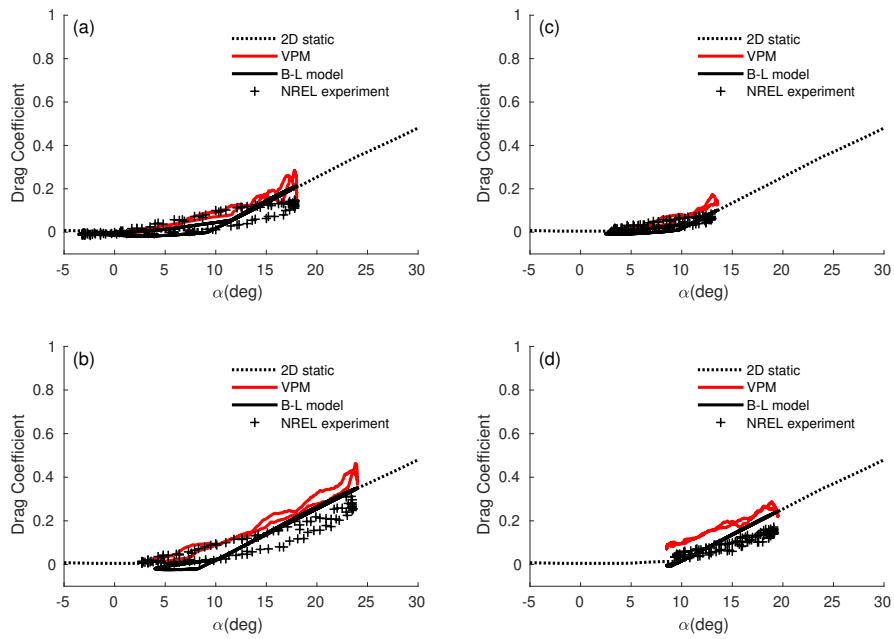 (a)
2D static
VPM
B-L model
NREL experiment
Drag Coefficient
1
0.8
0.6
0.4
0.2
0
-5 0 5 10 15 20 25 30
α(deg)
(c)
2D static
VPM
B-L model
NREL experiment
Drag Coefficient
1
0.8
0.6
0.4
0.2
0
-5 0 5 10 15 20 25 30
α(deg)
(b)
2D static
VPM
B-L model
NREL experiment
Drag Coefficient
1
0.8
0.6
0.4
0.2
0
-5 0 5 10 15 20 25 30
α(deg)
(d)
2D static
VPM
B-L model
NREL experiment
Drag Coefficient
1
0.8
0.6
0.4
0.2
0
-5 0 5 10 15 20 25 30
α(deg)